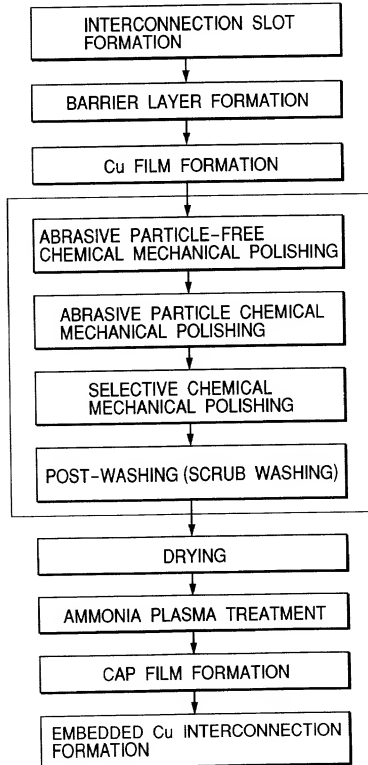 INTERCONNECTION SLOT
FORMATION
BARRIER LAYER FORMATION
Cu FILM FORMATION
ABRASIVE PARTICLE-FREE
CHEMICAL MECHANICAL POLISHING
ABRASIVE PARTICLE CHEMICAL
MECHANICAL POLISHING
SELECTIVE CHEMICAL
MECHANICAL POLISHING
POST-WASHING (SCRUB WASHING)
DRYING
AMMONIA PLASMA TREATMENT
CAP FILM FORMATION
EMBEDDED Cu INTERCONNECTION
FORMATION